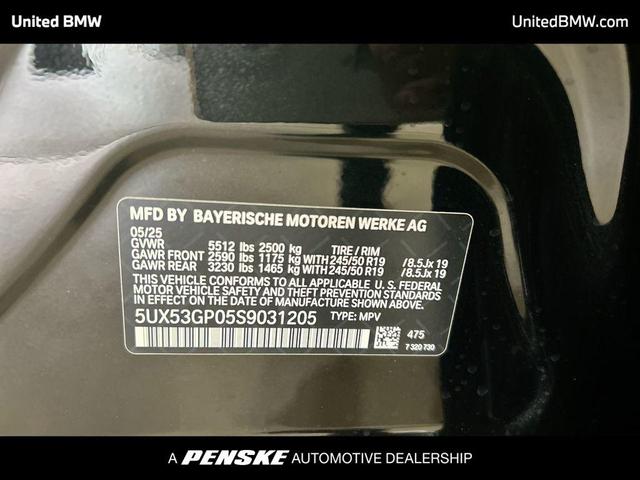 United BMW
UnitedBMW.com
MFD BY BAYERISCHE MOTOREN WERKE AG
05/25
GVWR 5512 lbs 2500 kg TIRE / RIM
GAWR FRONT 2590 lbs 1175 kg WITH 245/50 R19 /8.5Jx 19
GAWR REAR 3230 lbs 1465 kg WITH 245/50 R19 /8.5Jx 19
THIS VEHICLE CONFORMS TO ALL APPLICABLE U.S. FEDERAL
MOTOR VEHICLE SAFETY AND THEFT PREVENTION STANDARDS
IN EFFECT ON THE DATE OF MANUFACTURE SHOWN ABOVE.
5UX53GP05S9031205 TYPE: MPV
475
7 320 730
A PENSKE AUTOMOTIVE DEALERSHIP